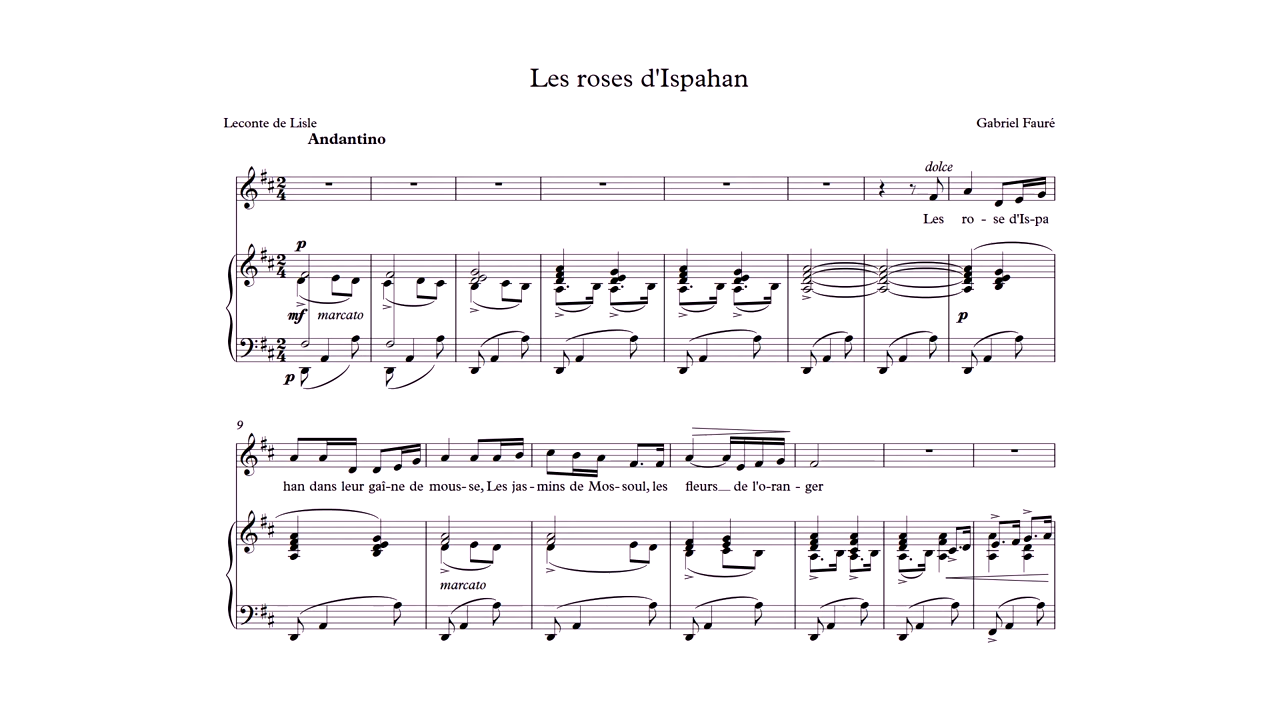 Les roses d'Ispahan
Leconte de Lisle
Gabriel Fauré
Andantino
dolce
Les ro - se d'Is-pa
p
mf marcato
p
p
9
han dans leur gaî-ne de mous-se, Les jas-mins de Mos-soul, les fleurs__ de l'o-ran - ger
marcato